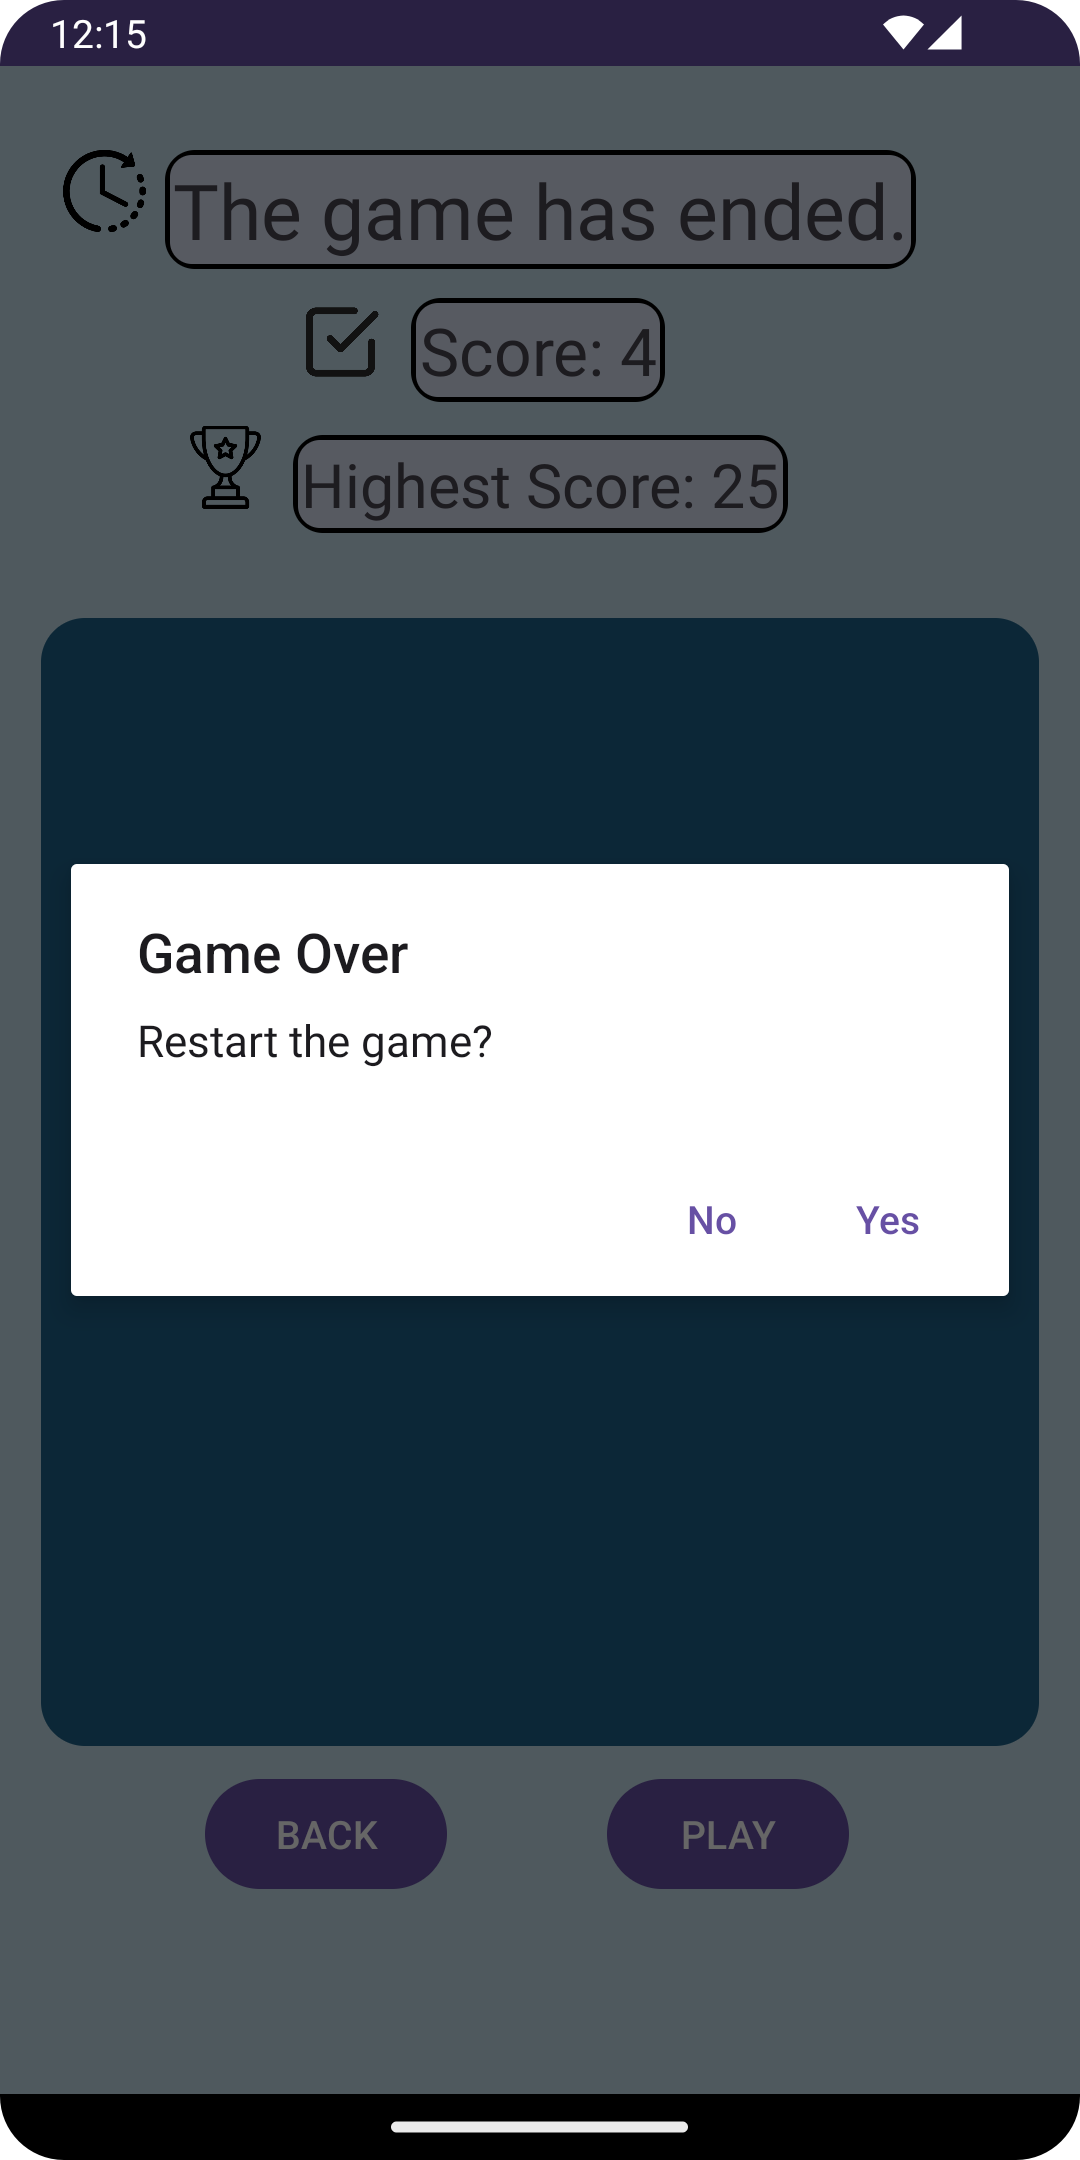 12:15
The game has ended.
Score: 4
Highest Score: 25
Game Over
Restart the game?
No Yes
BACK PLAY